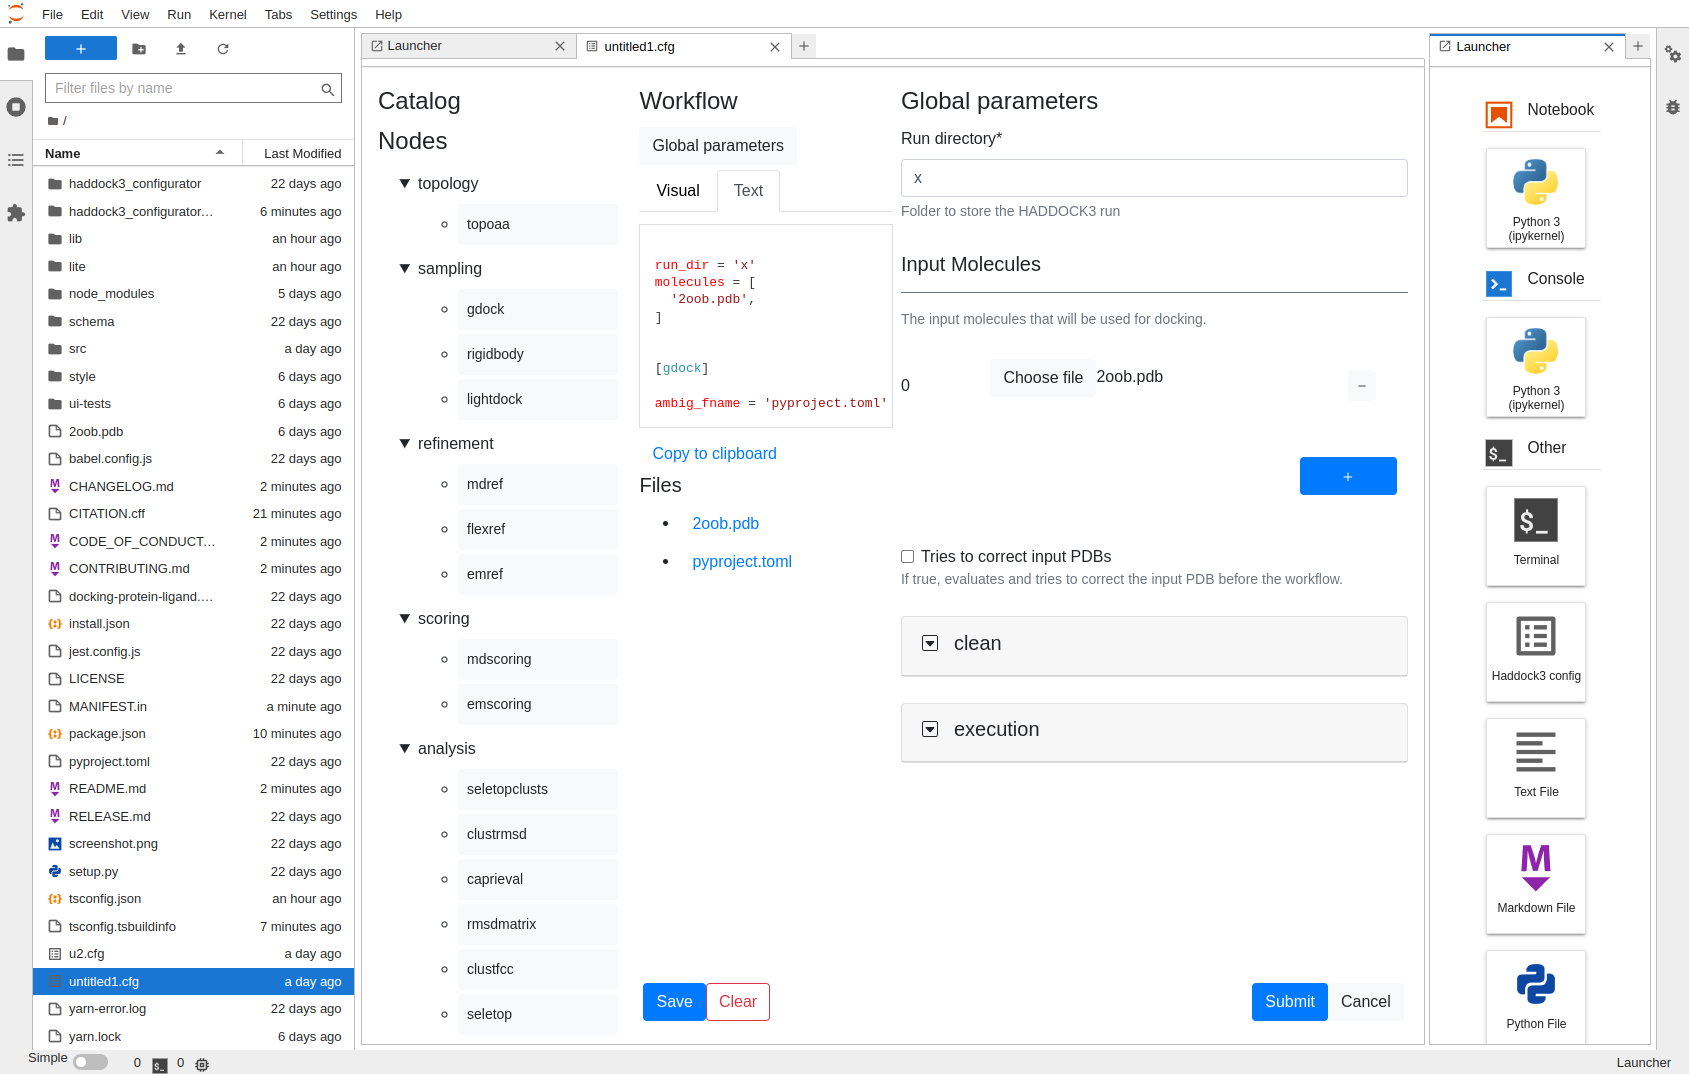 File Edit View Run Kernel Tabs Settings Help
Filter files by name
/
Name Last Modified
haddock3_configurator 22 days ago
haddock3_configurator… 6 minutes ago
lib an hour ago
lite an hour ago
node_modules 5 days ago
schema 22 days ago
src a day ago
style 6 days ago
ui-tests 6 days ago
2oob.pdb 6 days ago
babel.config.js 22 days ago
CHANGELOG.md 2 minutes ago
CITATION.cff 21 minutes ago
CODE_OF_CONDUCT… 2 minutes ago
CONTRIBUTING.md 2 minutes ago
docking-protein-ligand.… 22 days ago
install.json 22 days ago
jest.config.js 22 days ago
LICENSE 22 days ago
MANIFEST.in a minute ago
package.json 10 minutes ago
pyproject.toml 22 days ago
README.md 2 minutes ago
RELEASE.md 22 days ago
screenshot.png 22 days ago
setup.py 22 days ago
tsconfig.json an hour ago
tsconfig.tsbuildinfo 7 minutes ago
u2.cfg a day ago
untitled1.cfg a day ago
yarn-error.log 22 days ago
yarn.lock 6 days ago
Launcher
untitled1.cfg
Catalog
Nodes
topology
topoaa
sampling
gdock
rigidbody
lightdock
refinement
mdref
flexref
emref
scoring
mdscoring
emscoring
analysis
seletopclusts
clustrmsd
caprieval
rmsdmatrix
clustfcc
seletop
Workflow
Global parameters
Visual Text
run_dir = 'x'
molecules = [
'2oob.pdb',
]
[gdock]
ambig_fname = 'pyproject.toml'
Copy to clipboard
Files
2oob.pdb
pyproject.toml
Save Clear
Global parameters
Run directory*
x
Folder to store the HADDOCK3 run
Input Molecules
The input molecules that will be used for docking.
0 Choose file 2oob.pdb −
+
Tries to correct input PDBs
If true, evaluates and tries to correct the input PDB before the workflow.
clean
execution
Submit Cancel
Launcher
Notebook
Python 3
(ipykernel)
Console
Python 3
(ipykernel)
$_ Other
$_
Terminal
Haddock3 config
Text File
M
Markdown File
Python File
Simple 0 $_ 0
Launcher